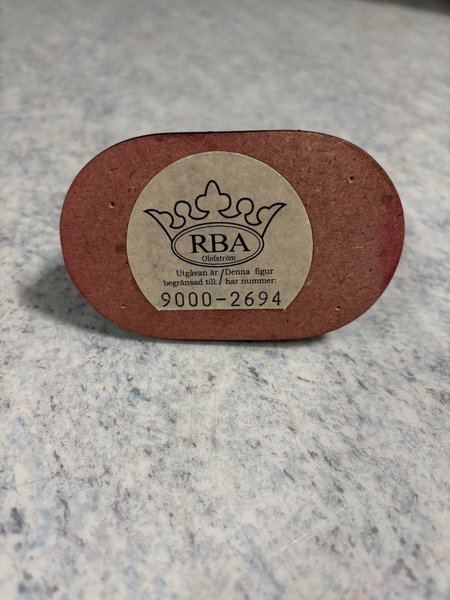 RBA
Olofström
Utgåvan är / Denna figur
begränsad till: / har nummer:
9000-2694